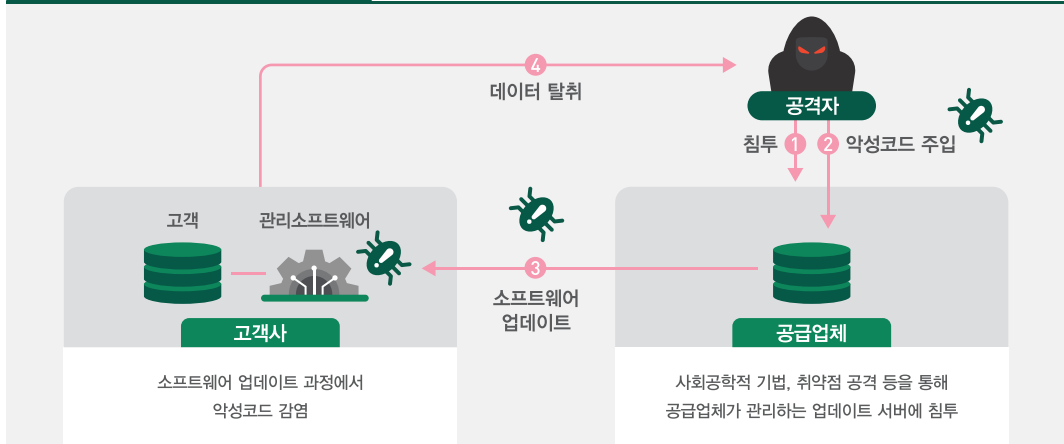 4
데이터 탈취
공격자
침투 1 2 악성코드 주입
고객 관리소프트웨어
3
소프트웨어
업데이트
고객사
공급업체
소프트웨어 업데이트 과정에서
악성코드 감염
사회공학적 기법, 취약점 공격 등을 통해
공급업체가 관리하는 업데이트 서버에 침투